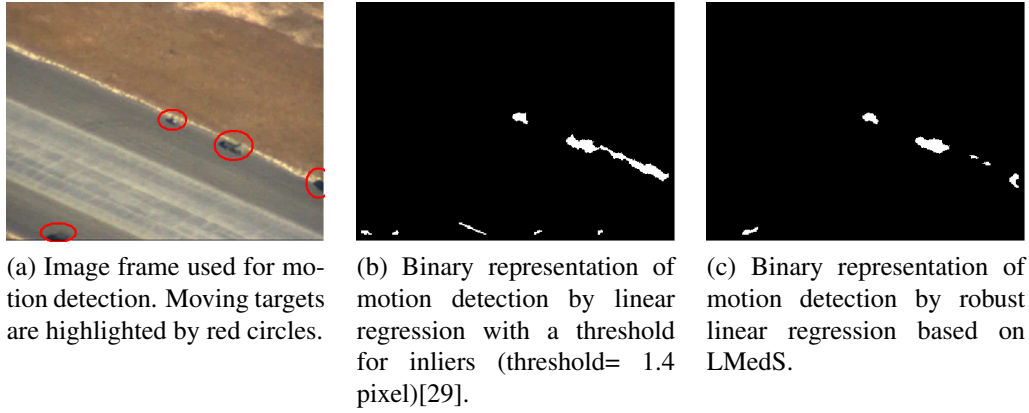 (a) Image frame used for mo-
tion detection. Moving targets
are highlighted by red circles.
(b) Binary representation of
motion detection by linear
regression with a threshold
for inliers (threshold= 1.4
pixel)[29].
(c) Binary representation of
motion detection by robust
linear regression based on
LMedS.